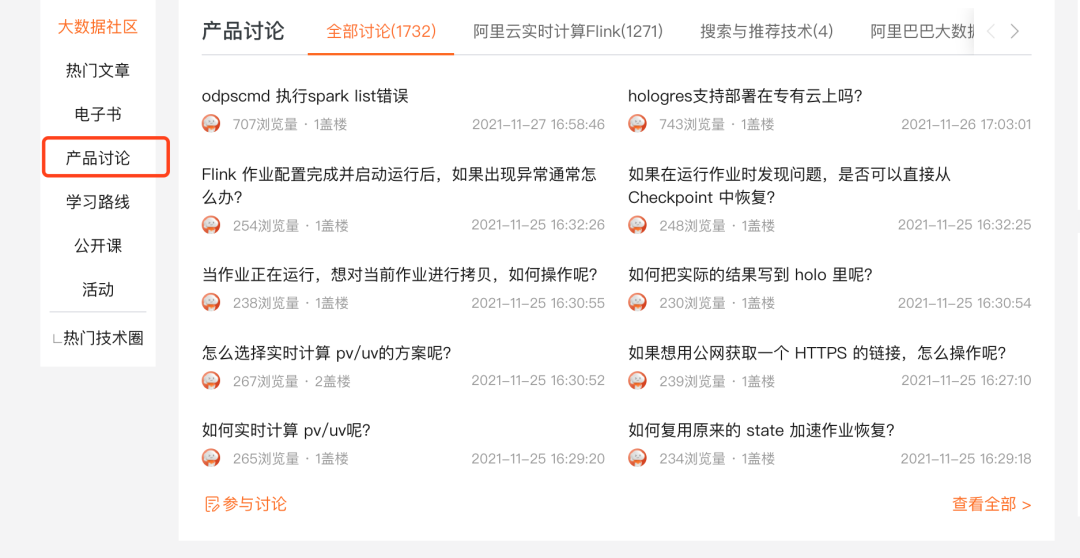 大数据社区
热门文章
电子书
产品讨论
学习路线
公开课
活动
热门技术圈
产品讨论 全部讨论(1732) 阿里云实时计算Flink(1271) 搜索与推荐技术(4) 阿里巴巴大数据
odpscmd 执行spark list错误
707浏览量 · 1盖楼 2021-11-27 16:58:46
hologres支持部署在专有云上吗?
743浏览量 · 1盖楼 2021-11-26 17:03:01
Flink 作业配置完成并启动运行后，如果出现异常通常怎
么办?
254浏览量 · 1盖楼 2021-11-25 16:32:26
如果在运行作业时发现问题，是否可以直接从
Checkpoint 中恢复?
248浏览量 · 1盖楼 2021-11-25 16:32:25
当作业正在运行，想对当前作业进行拷贝，如何操作呢?
238浏览量 · 1盖楼 2021-11-25 16:30:55
如何把实际的结果写到 holo 里呢?
230浏览量 · 1盖楼 2021-11-25 16:30:54
怎么选择实时计算 pv/uv的方案呢?
267浏览量 · 2盖楼 2021-11-25 16:30:52
如果想用公网获取一个 HTTPS 的链接，怎么操作呢?
239浏览量 · 1盖楼 2021-11-25 16:27:10
如何实时计算 pv/uv呢?
265浏览量 · 1盖楼 2021-11-25 16:29:20
如何复用原来的 state 加速作业恢复?
234浏览量 · 1盖楼 2021-11-25 16:29:18
参与讨论
查看全部 >